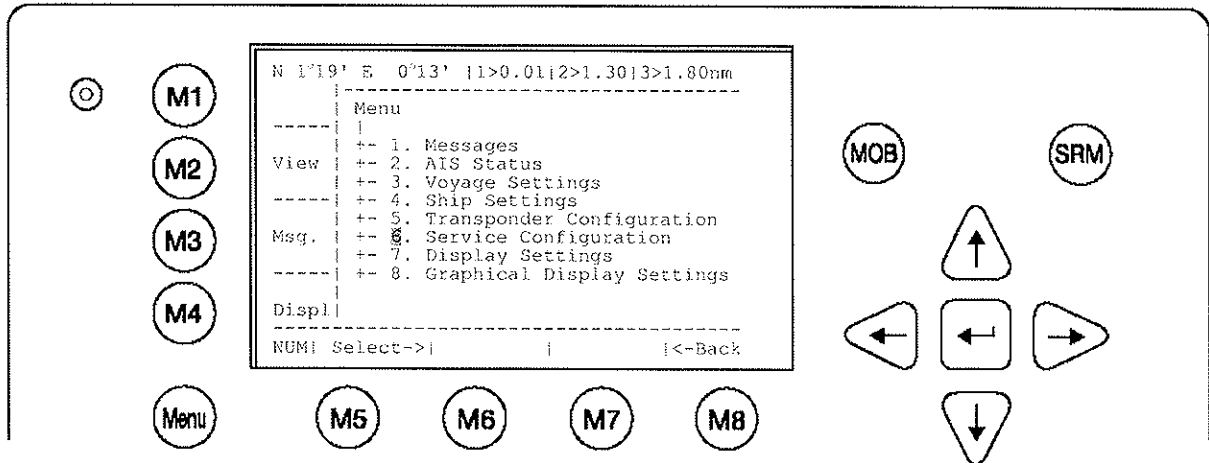 N 1°19' E 0°13' |1>0.01|2>1.30|3>1.80nm
Menu
+- 1. Messages
View +- 2. AIS Status
+- 3. Voyage Settings
+- 4. Ship Settings
+- 5. Transponder Configuration
Msg. +- 6. Service Configuration
+- 7. Display Settings
+- 8. Graphical Display Settings
Displ
NUM| Select->| | |<-Back
M1
M2
M3
M4
Menu
M5 M6 M7 M8
MOB SRM